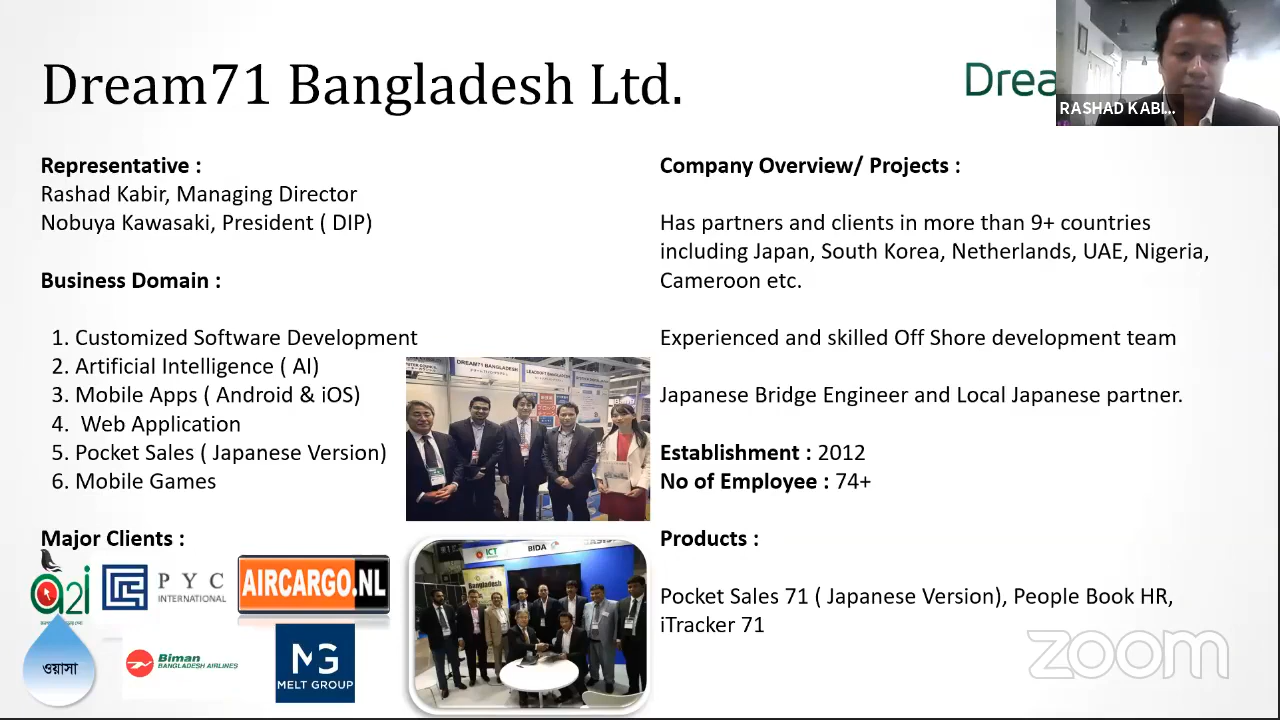 Dream71 Bangladesh Ltd.
Drea
RASHAD KABI...
Representative :
Rashad Kabir, Managing Director
Nobuya Kawasaki, President ( DIP)
Business Domain :
1. Customized Software Development
2. Artificial Intelligence ( AI)
3. Mobile Apps ( Android & iOS)
4. Web Application
5. Pocket Sales ( Japanese Version)
6. Mobile Games
Major Clients :
a2i
PYC
INTERNATIONAL
AIRCARGO.NL
ওয়াসা
Biman
BANGLADESH AIRLINES
MG
MELT GROUP
DREAM71 BANGLADESH
ICT
BIDA
Bangladesh
Company Overview/ Projects :
Has partners and clients in more than 9+ countries
including Japan, South Korea, Netherlands, UAE, Nigeria,
Cameroon etc.
Experienced and skilled Off Shore development team
Japanese Bridge Engineer and Local Japanese partner.
Establishment : 2012
No of Employee : 74+
Products :
Pocket Sales 71 ( Japanese Version), People Book HR,
iTracker 71
zoom